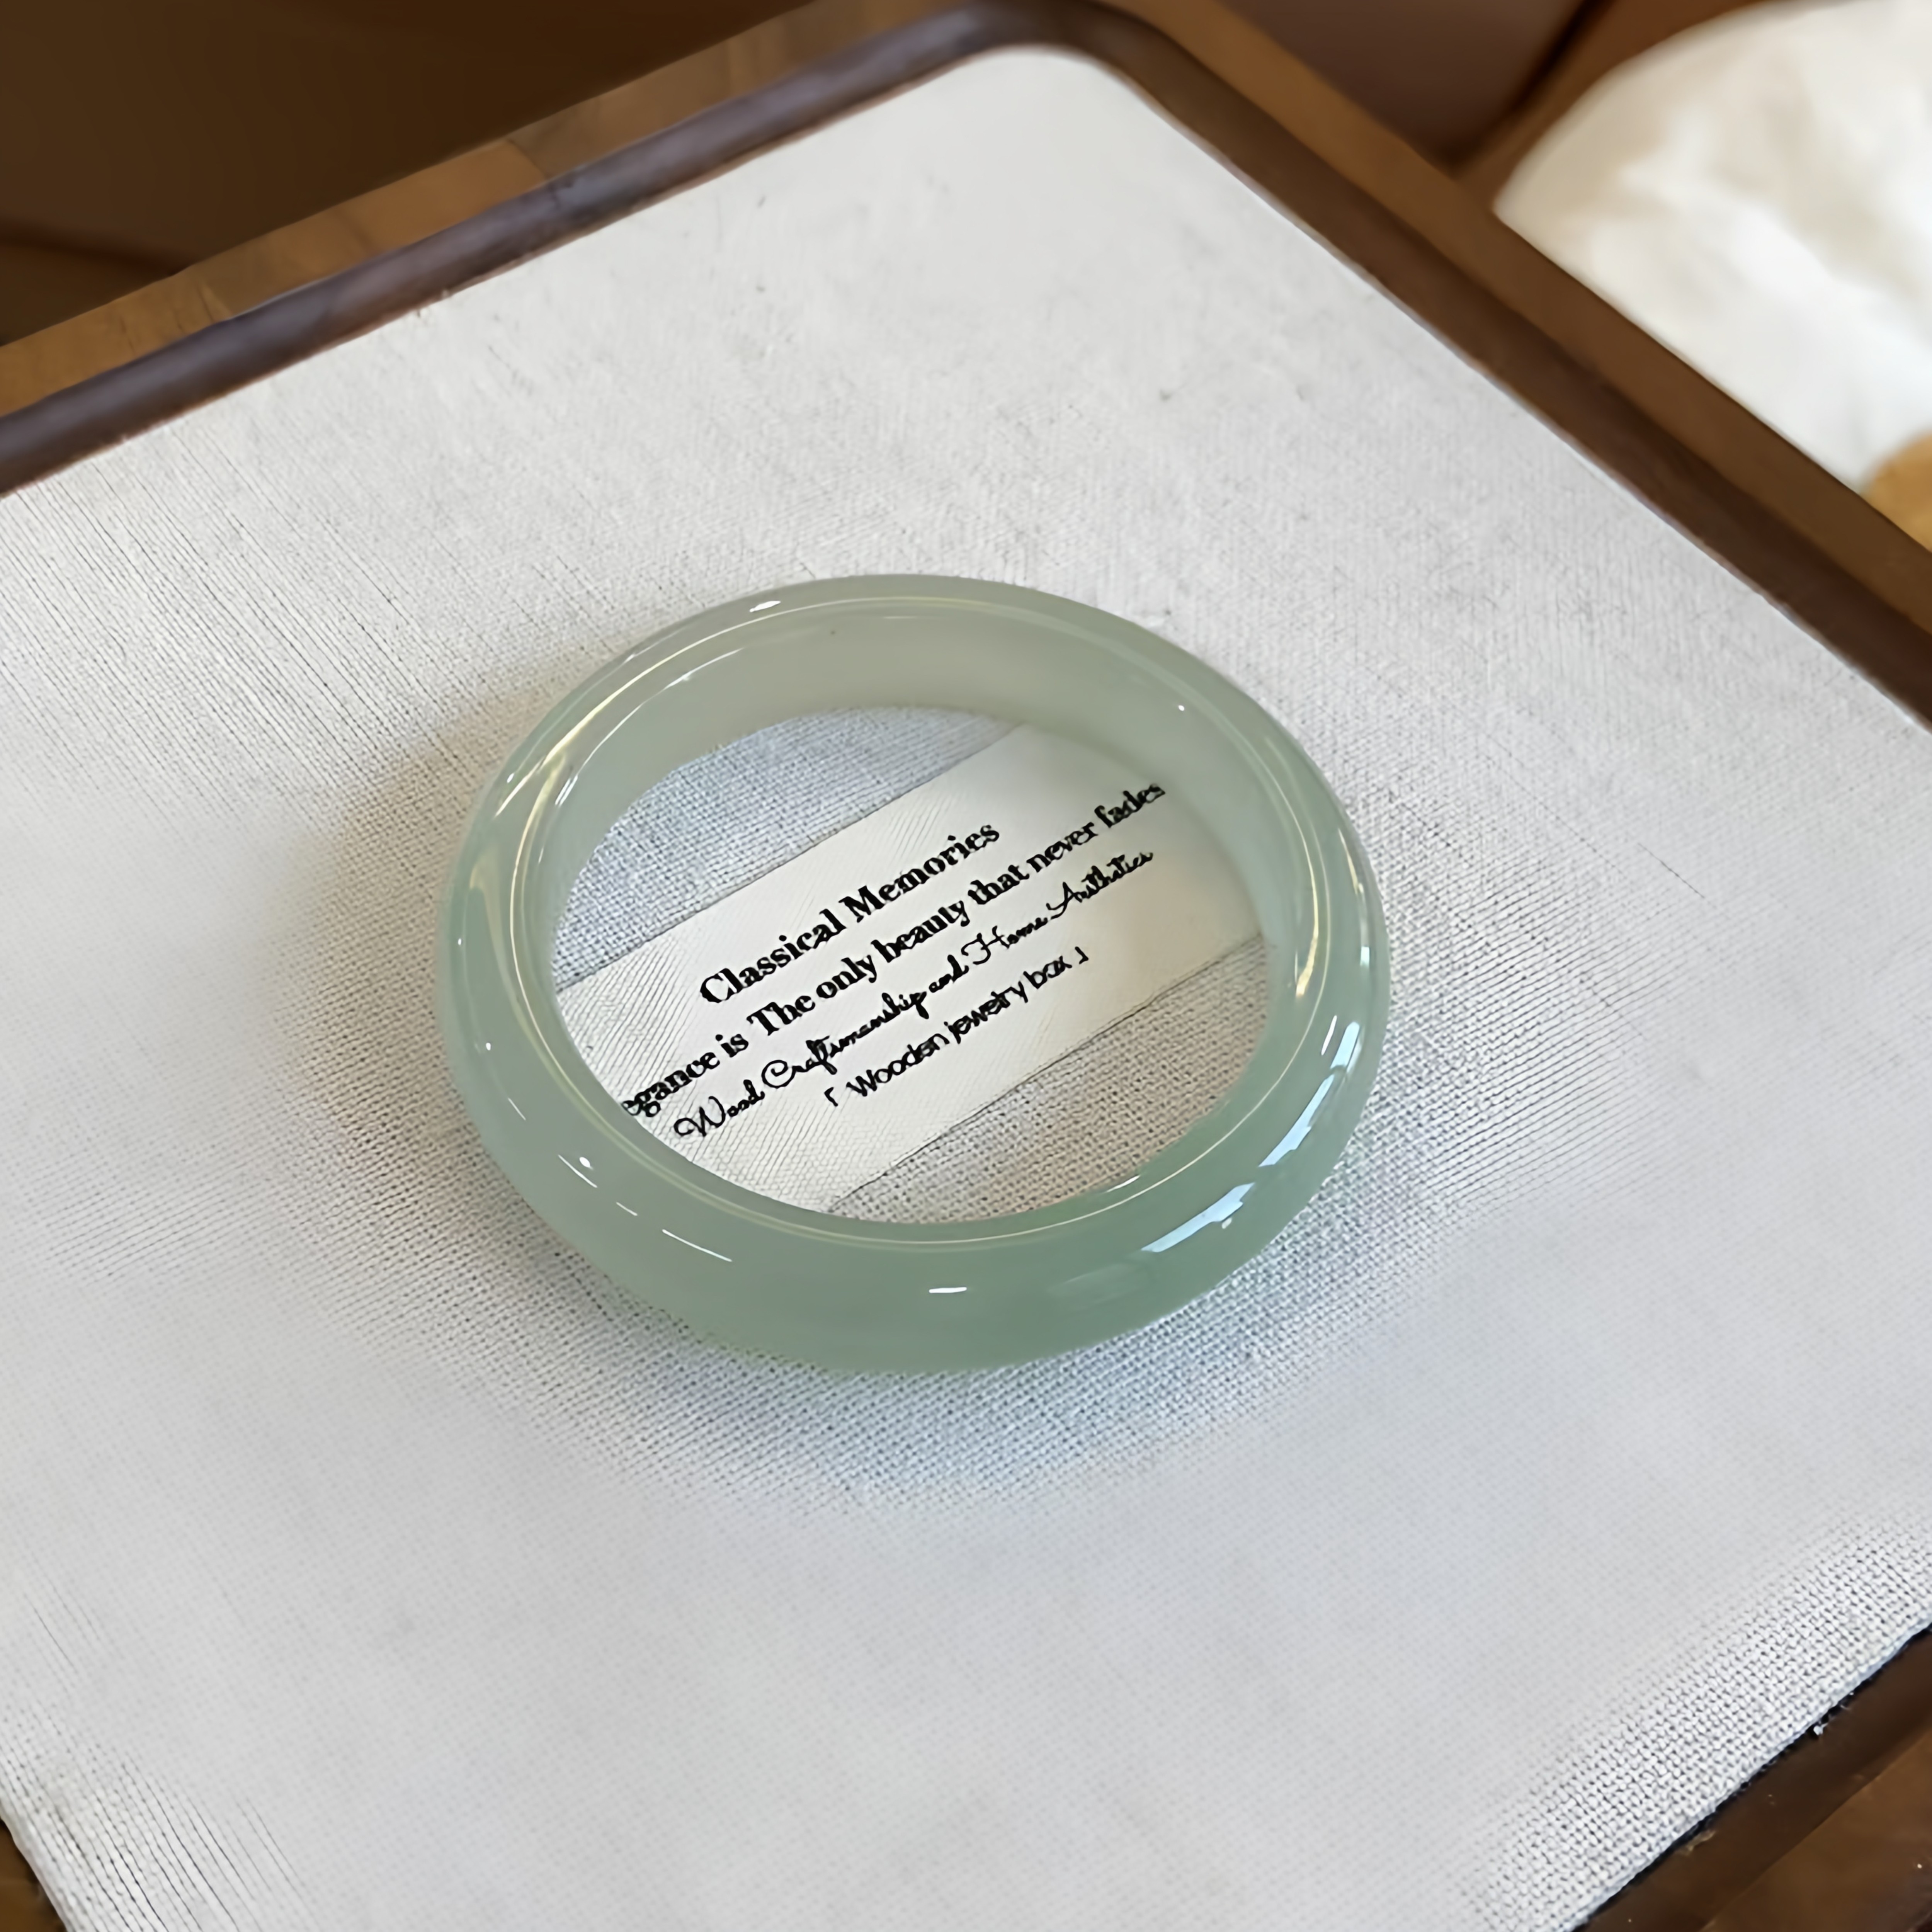 Classical Memories
egance is The only beauty that never fades
Wood Craftsmanship and Home Aesthetics
「 Wooden jewelry box 」